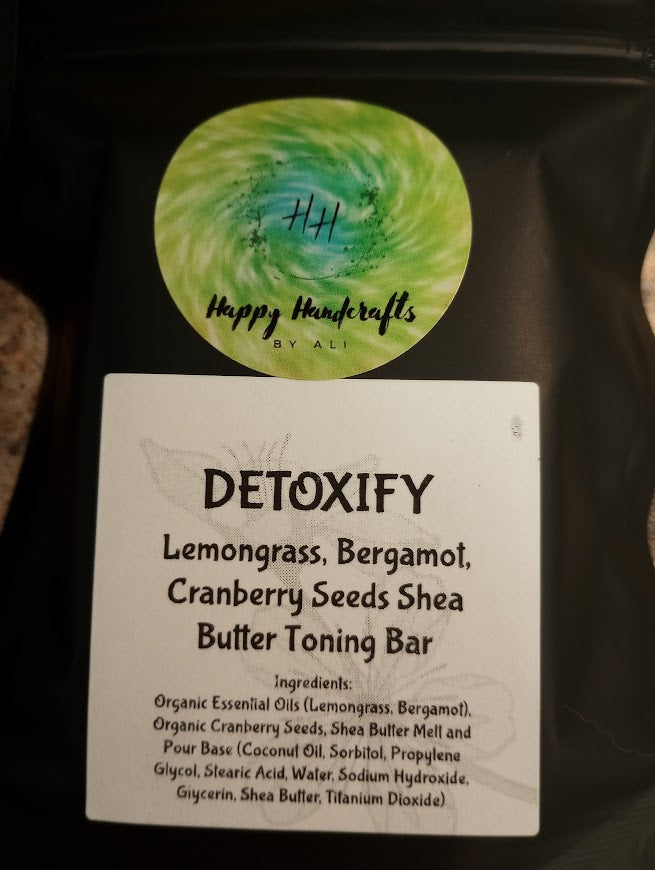 HH
Happy Handcrafts
BY ALI
DETOXIFY
Lemongrass, Bergamot,
Cranberry Seeds Shea
Butter Toning Bar
Ingredients:
Organic Essential Oils (Lemongrass, Bergamot),
Organic Cranberry Seeds, Shea Butter Melt and
Pour Base (Coconut Oil, Sorbitol, Propylene
Glycol, Stearic Acid, Water, Sodium Hydroxide,
Giycerin, Shea Butter, Titanium Dioxide)